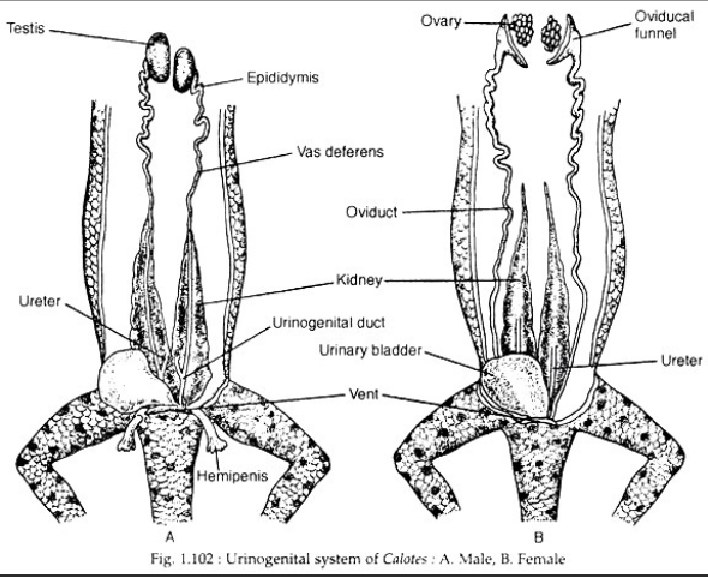 Testis
Epididymis
Vas deferens
Ureter
Urinogenital duct
Hemipenis
A
Ovary
Oviducal
funnel
Oviduct
Kidney
Urinary bladder
Ureter
Vent
B
Fig. 1.102 : Urinogenital system of Calotes : A. Male, B. Female